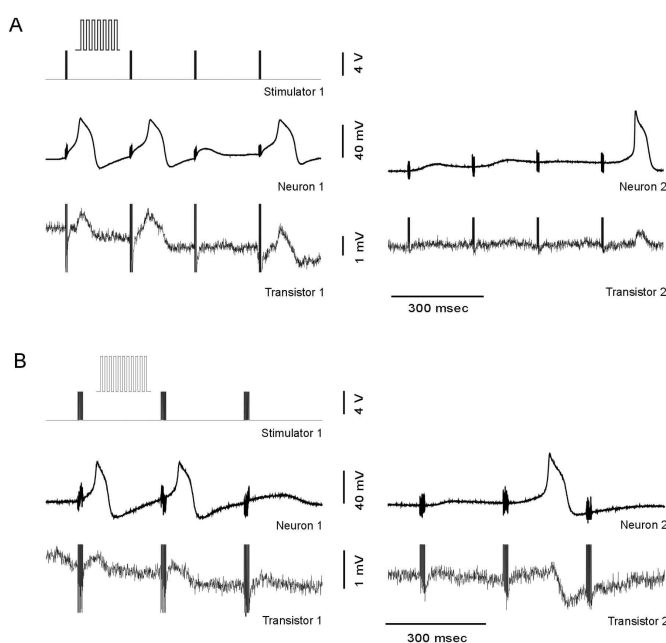 A
4 V
Stimulator 1
40 mV
Neuron 1
Neuron 2
1 mV
Transistor 1
300 msec
Transistor 2
B
4 V
Stimulator 1
40 mV
Neuron 1
Neuron 2
1 mV
Transistor 1
300 msec
Transistor 2